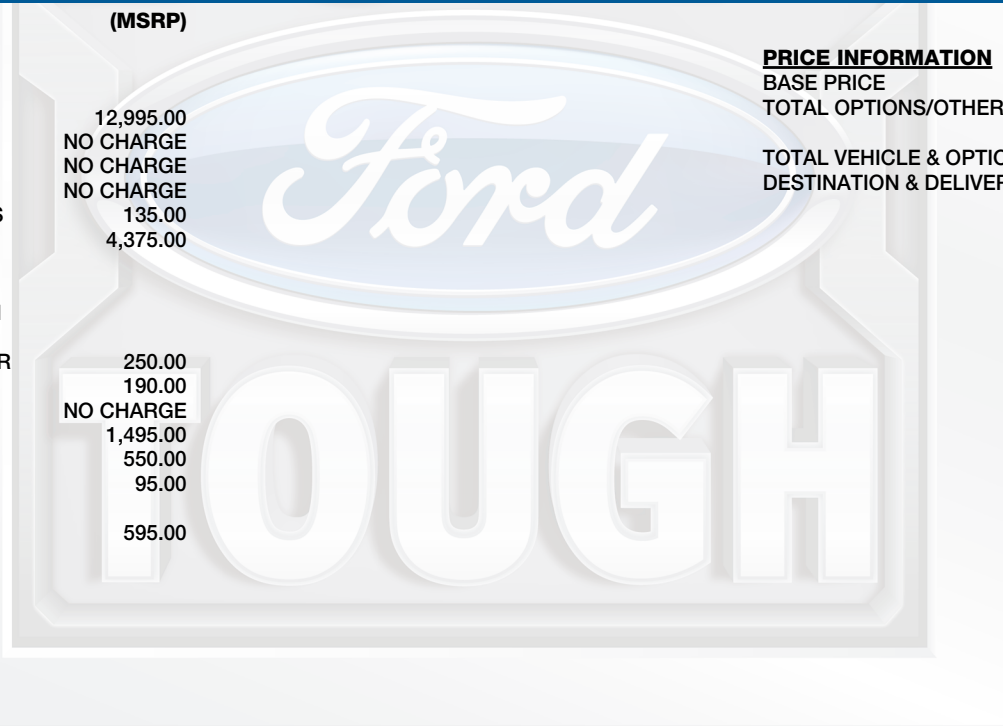 (MSRP)
12,995.00
NO CHARGE
NO CHARGE
NO CHARGE
S 135.00
4,375.00
R 250.00
190.00
NO CHARGE
1,495.00
550.00
95.00
595.00
PRICE INFORMATION
BASE PRICE
TOTAL OPTIONS/OTHER
TOTAL VEHICLE & OPTIO
DESTINATION & DELIVER
Ford
TOUGH